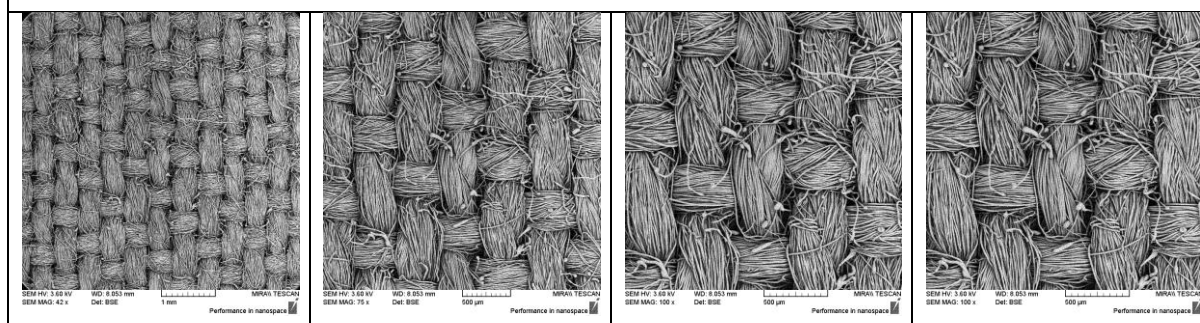 SEM HV: 3.60 kV WD: 8.053 mm MIRA\\ TESCAN
SEM MAG: 42 x Det: BSE 1 mm
Performance in nanospace
SEM HV: 3.60 kV WD: 8.053 mm MIRA\\ TESCAN
SEM MAG: 75 x Det: BSE 500 µm
Performance in nanospace
SEM HV: 3.60 kV WD: 8.053 mm MIRA\\ TESCAN
SEM MAG: 100 x Det: BSE 500 µm
Performance in nanospace
SEM HV: 3.60 kV WD: 8.053 mm MIRA\\ TESCAN
SEM MAG: 100 x Det: BSE 500 µm
Performance in nanospace